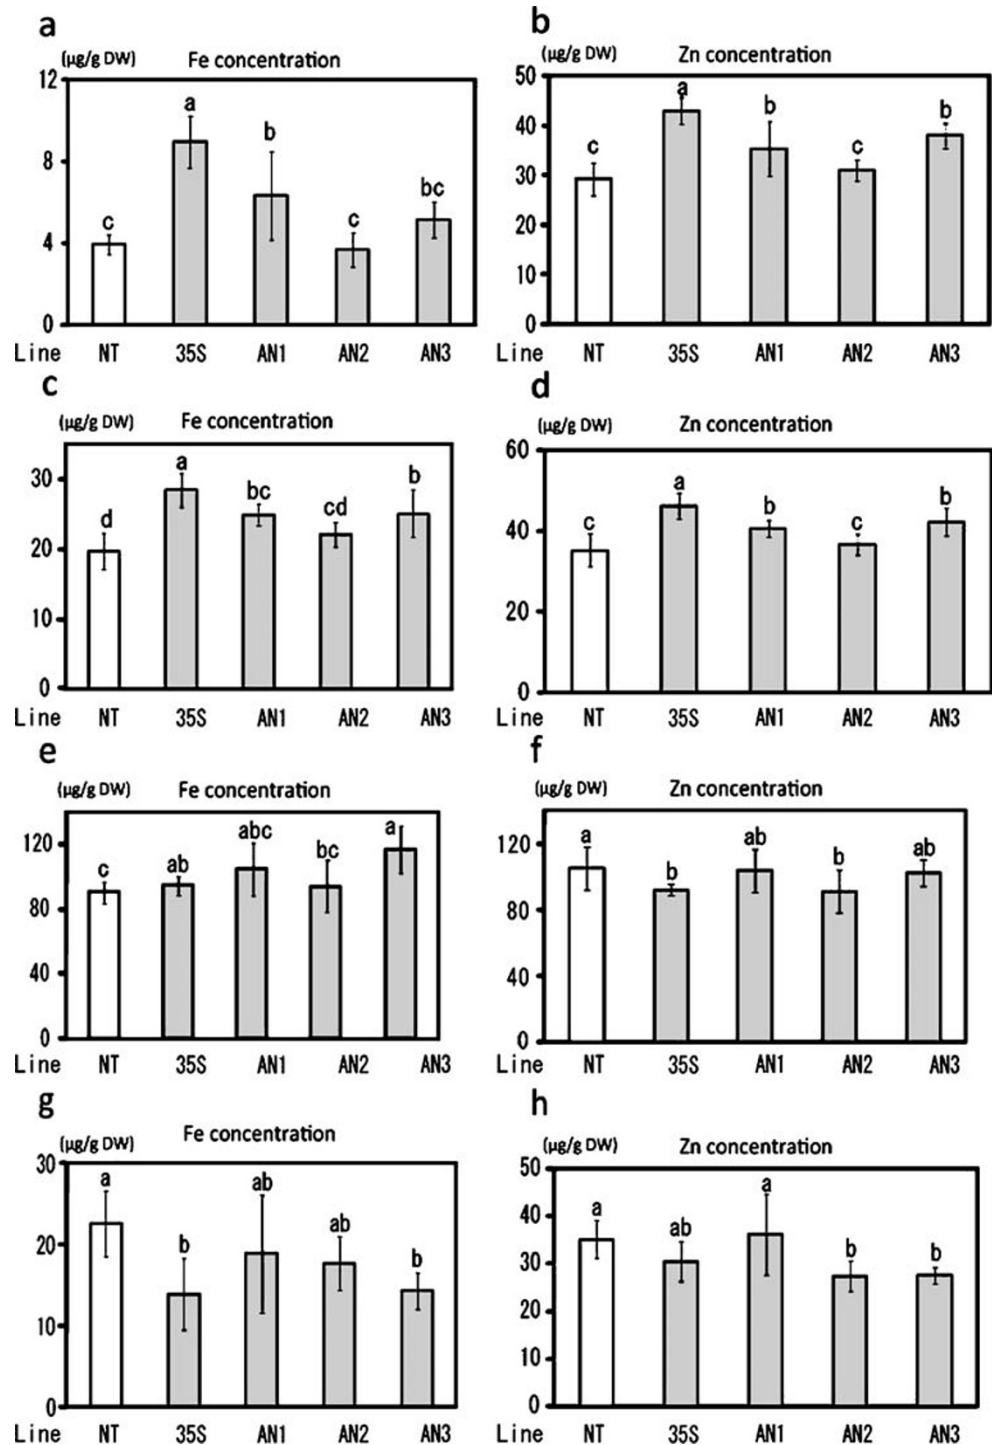 a
(µg/g DW) Fe concentration
12
8
4
0
a
b
bc
c
c
Line NT 35S AN1 AN2 AN3
b
(µg/g DW) Zn concentration
50
40
30
20
10
0
a
b
b
c
c
Line NT 35S AN1 AN2 AN3
c
(µg/g DW) Fe concentration
30
20
10
0
a
b
bc
cd
d
Line NT 35S AN1 AN2 AN3
d
(µg/g DW) Zn concentration
60
40
20
0
a
b
b
c
c
Line NT 35S AN1 AN2 AN3
e
(µg/g DW) Fe concentration
120
80
40
0
abc
a
ab
bc
c
Line NT 35S AN1 AN2 AN3
f
(µg/g DW) Zn concentration
120
80
40
0
a
ab
ab
b
b
Line NT 35S AN1 AN2 AN3
g
(µg/g DW) Fe concentration
30
20
10
0
a
ab
ab
b
b
Line NT 35S AN1 AN2 AN3
h
(µg/g DW) Zn concentration
50
40
30
20
10
0
a
a
ab
b
b
Line NT 35S AN1 AN2 AN3